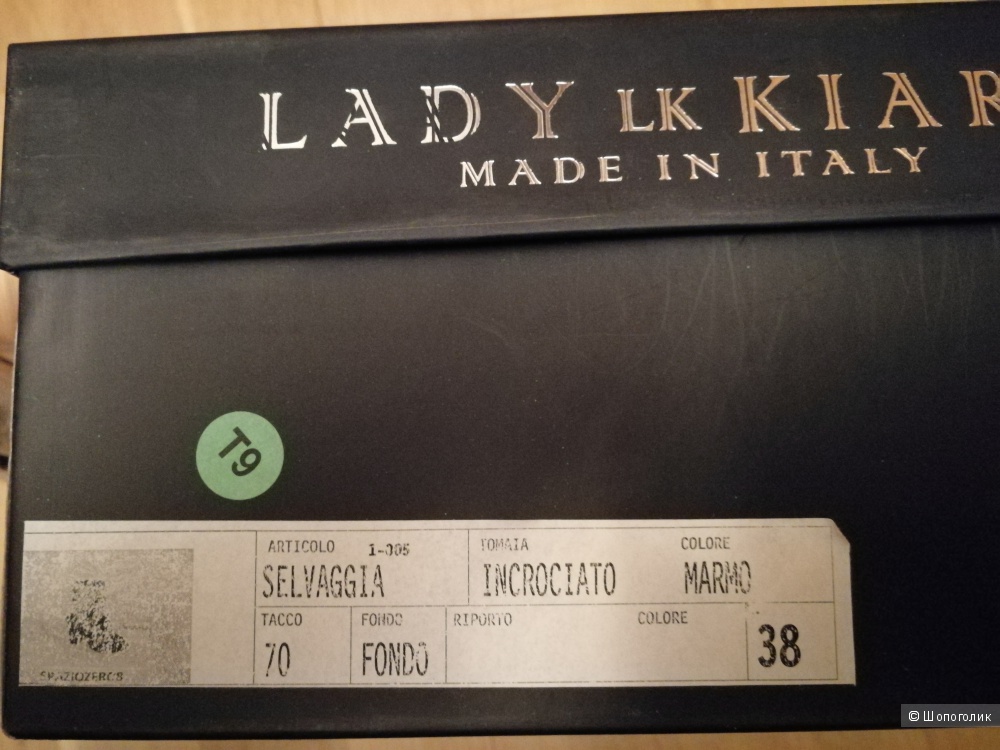 LADY LK KIAR
MADE IN ITALY
T9
ARTICOLO 1-005 TOMAIA COLORE
SELVAGGIA INCROCIATO MARMO
TACCO FONDO RIPORTO COLORE
70 FONDO 38
SPAZIOZERO8
© Шопоголик